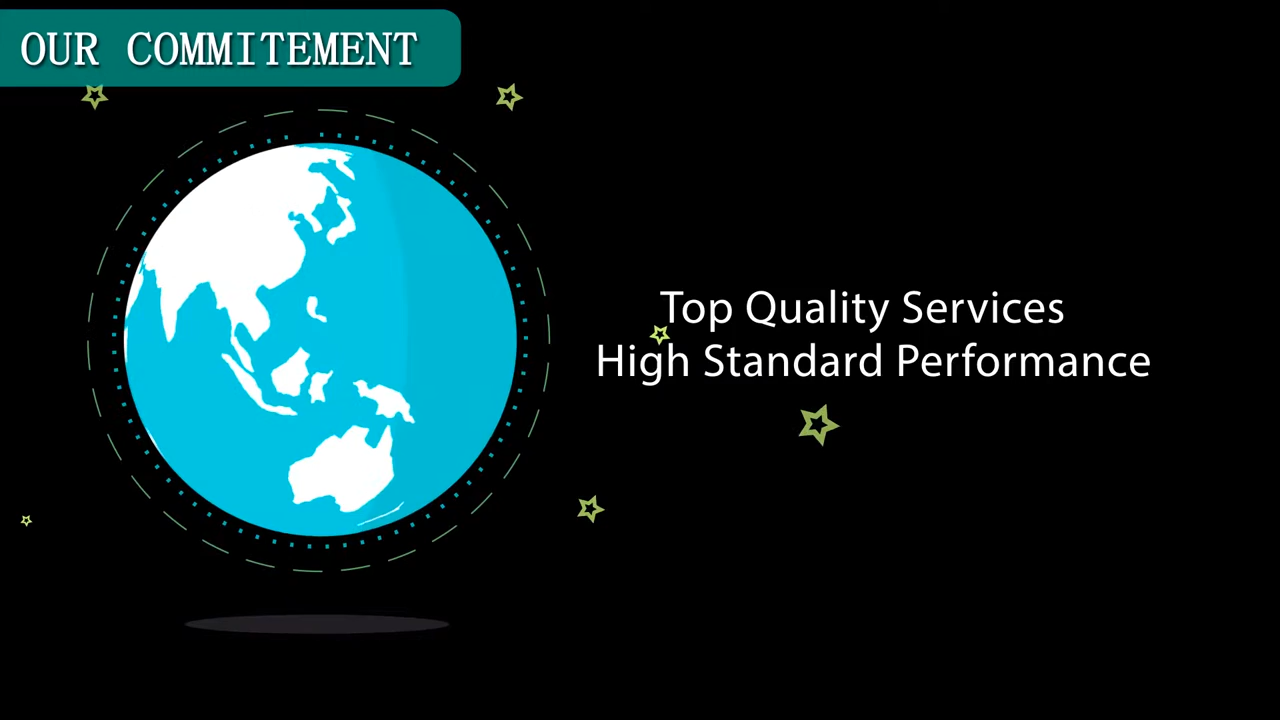 OUR COMMITEMENT
Top Quality Services
High Standard Performance